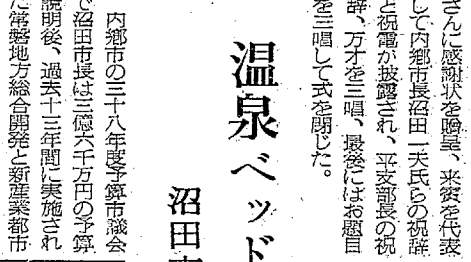 さんに感謝状を贈呈、来賓を代表
して内郷市長沼田一夫氏らの祝辞
と祝電が披露され、平支部長の祝
辞、万才を三唱、最後にはお題目
を三唱して式を閉じた。
温泉ベッド
沼田
内郷市の三十八年度予算市議会
で沼田市長は三億六千万円の予算
説明後、過去十三年間に実施され
た常磐地方総合開発と新産業都市